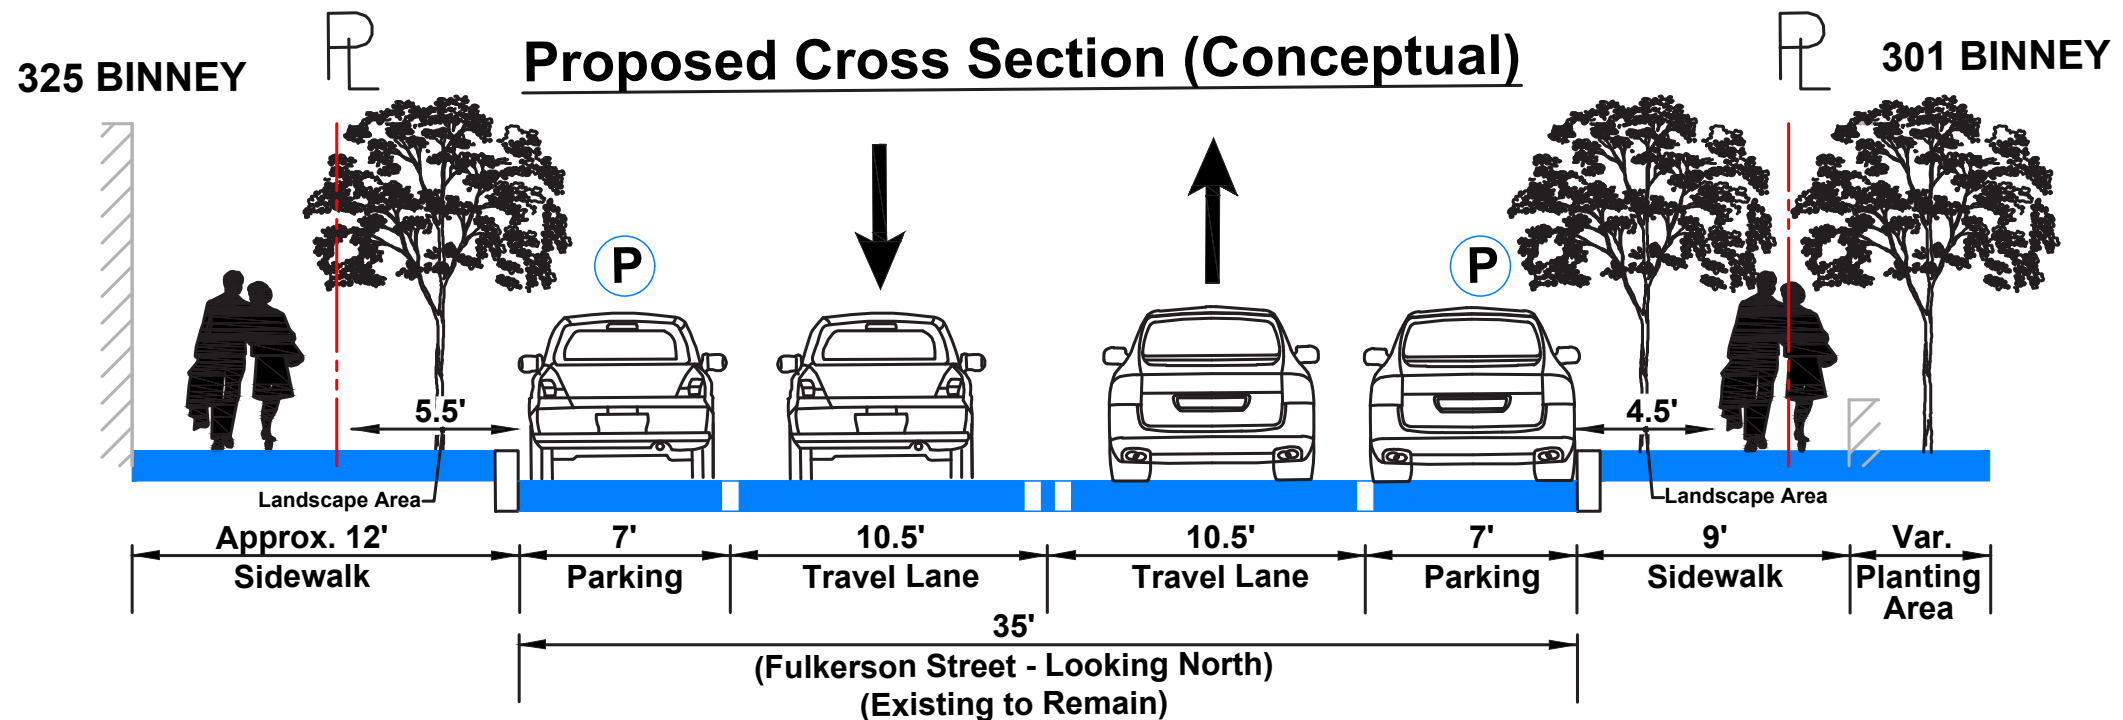 325 BINNEY
PL
Proposed Cross Section (Conceptual)
PL
301 BINNEY
P
P
5.5'
4.5'
Landscape Area
Landscape Area
Approx. 12'
7'
10.5'
10.5'
7'
9'
Var.
Sidewalk
Parking
Travel Lane
Travel Lane
Parking
Sidewalk
Planting
Area
35'
(Fulkerson Street - Looking North)
(Existing to Remain)